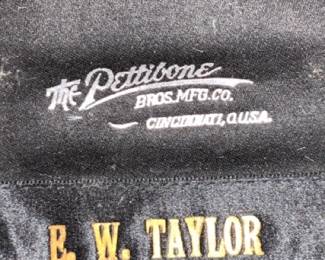 The Pettibone
BROS. MFG. CO.
CINCINNATI, O. U.S.A.
E. W. TAYLOR